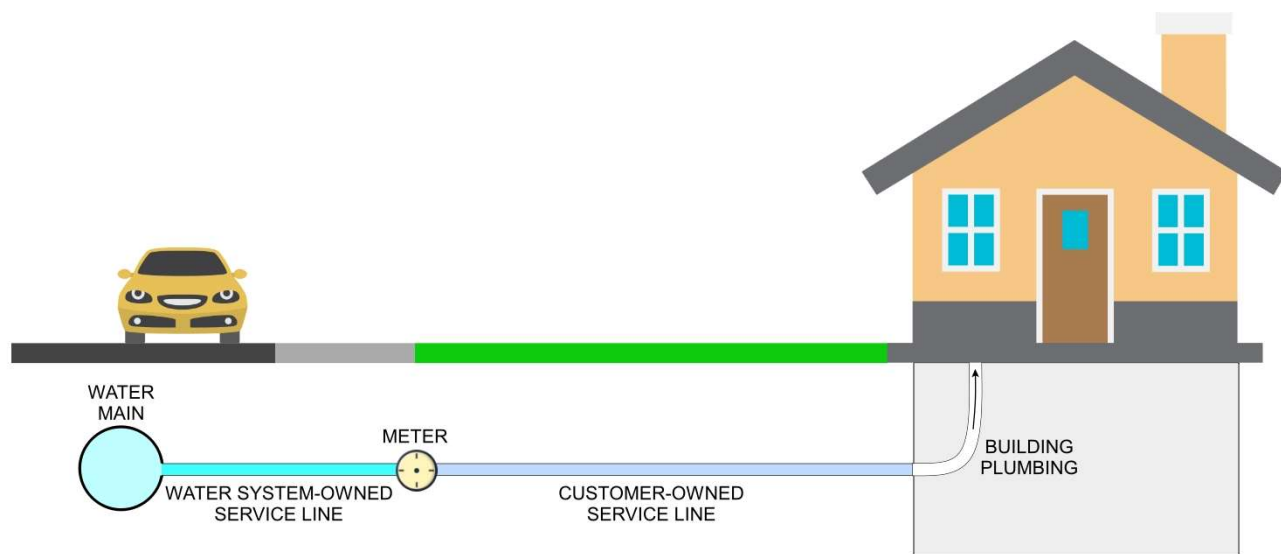 WATER
MAIN
METER
WATER SYSTEM-OWNED
SERVICE LINE
CUSTOMER-OWNED
SERVICE LINE
BUILDING
PLUMBING